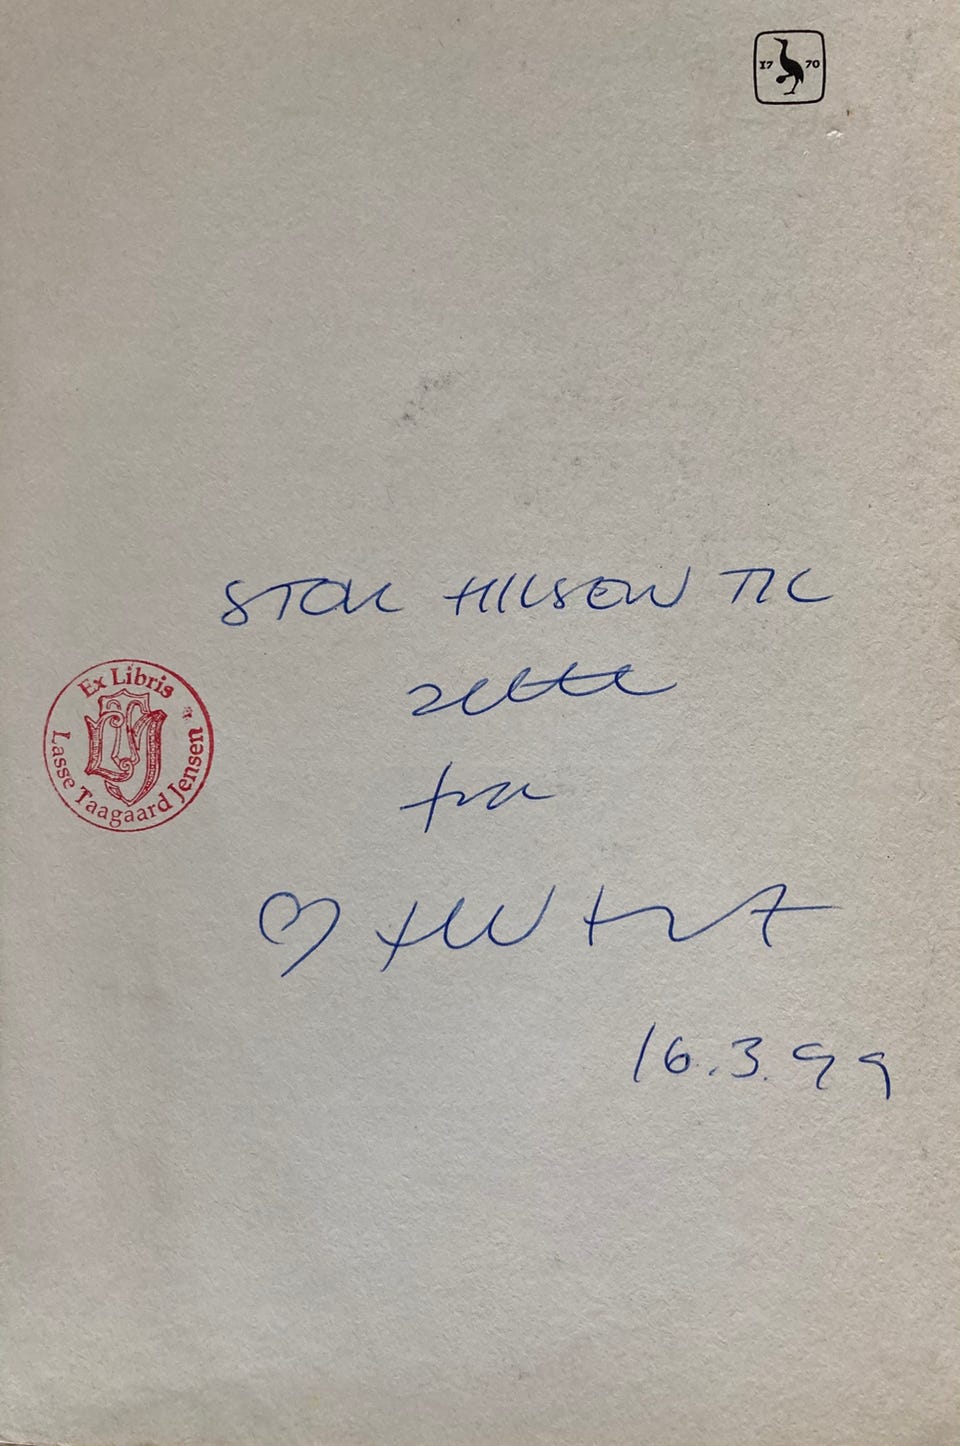 17 70
STOR HILSEN TIL
fra
16.3.99
Ex Libris
Lasse Taagaard Jensen